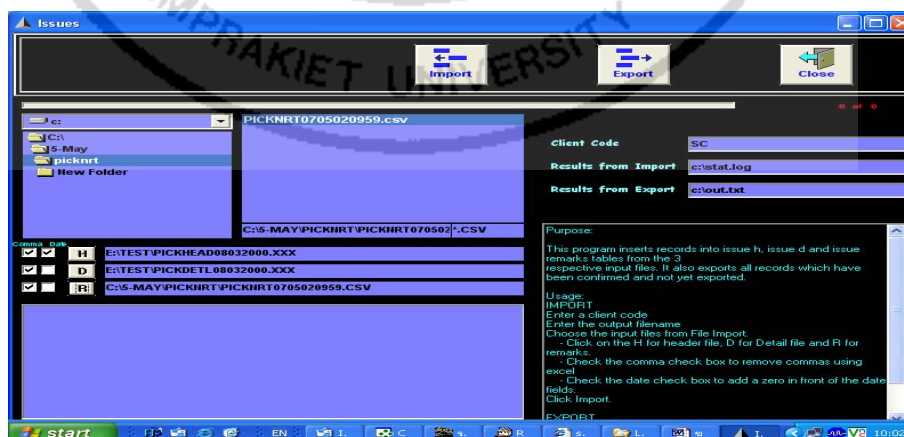 Issues
MPRAKIET UNIVERSITY
Import
Export
Close
0 of 0
c:
C:\
5-May
picknrt
New Folder
PICKNRT0705020959.csv
C:\5-MAY\PICKNRT\PICKNRT070502*.CSV
Client Code
SC
Results from Import
c:\stat.log
Results from Export
c:\out.txt
Comma Date
H
E:\TEST\PICKHEAD08032000.XXX
D
E:\TEST\PICKDETL08032000.XXX
R
C:\5-MAY\PICKNRT\PICKNRT0705020959.CSV
Purpose:
This program inserts records into issue h, issue d and issue
remarks tables from the 3
respective input files. It also exports all records which have
been confirmed and not yet exported.
Usage:
IMPORT
Enter a client code
Enter the output filename
Choose the input files from File Import.
- Click on the H for header file, D for Detail file and R for
remarks.
- Check the comma check box to remove commas using
excel
- Check the date check box to add a zero in front of the date
fields.
Click Import.
EXPORT
start
EN
10:02